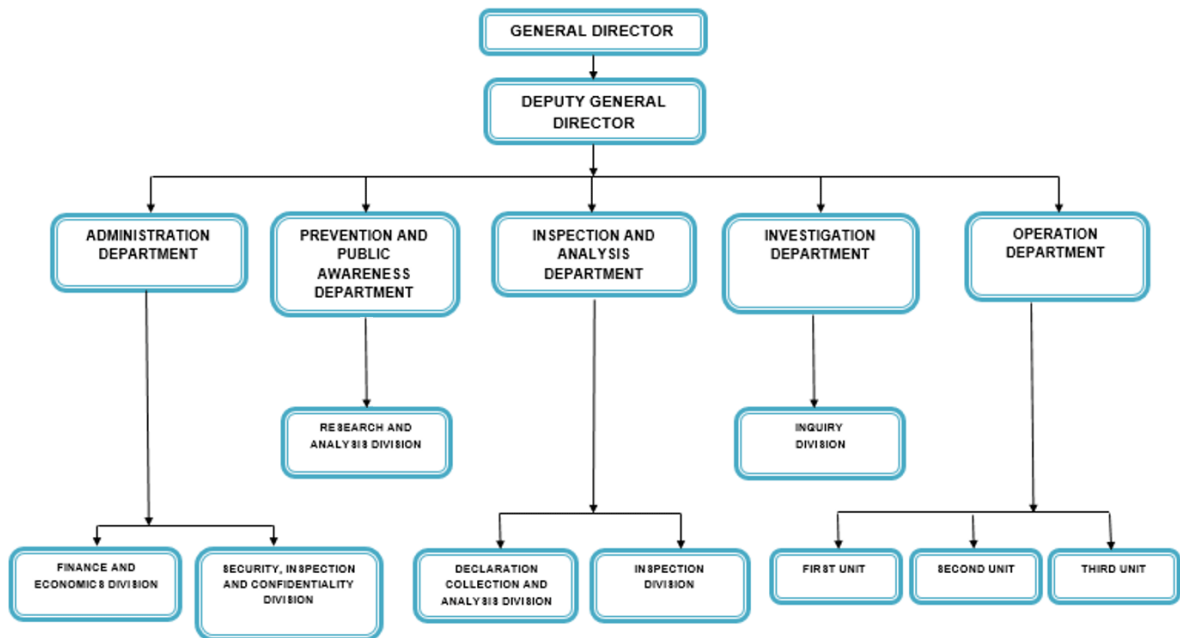 GENERAL DIRECTOR
DEPUTY GENERAL
DIRECTOR
ADMINISTRATION
DEPARTMENT
PREVENTION AND
PUBLIC
AWARENESS
DEPARTMENT
INSPECTION AND
ANALYSIS
DEPARTMENT
INVESTIGATION
DEPARTMENT
OPERATION
DEPARTMENT
RESEARCH AND
ANALYSIS DIVISION
INQUIRY
DIVISION
FINANCE AND
ECONOMICS DIVISION
SECURITY, INSPECTION
AND CONFIDENTIALITY
DIVISION
DECLARATION
COLLECTION AND
ANALYSIS DIVISION
INSPECTION
DIVISION
FIRST UNIT
SECOND UNIT
THIRD UNIT